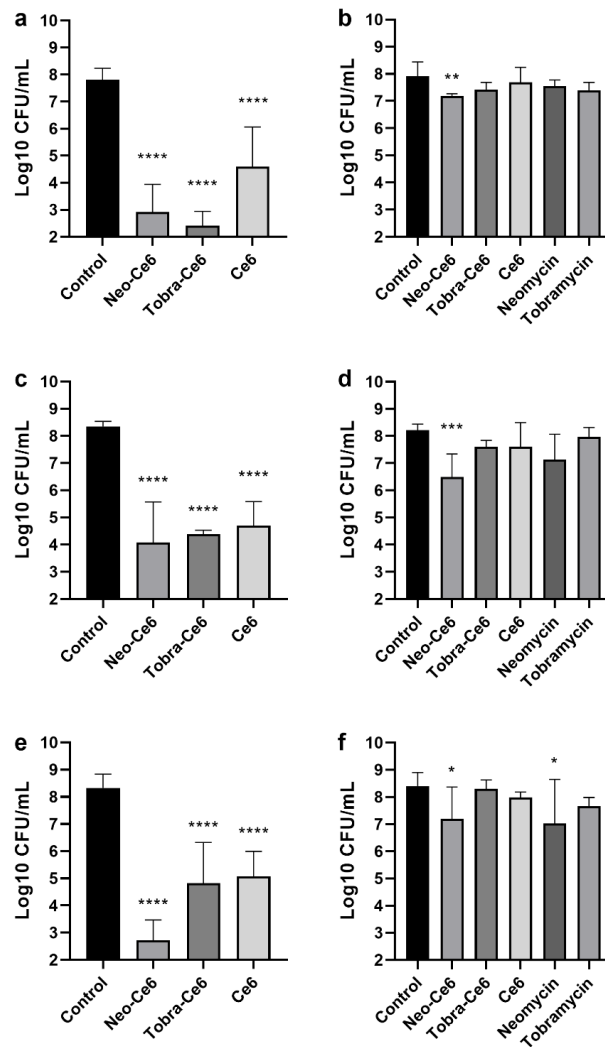 a
Log10 CFU/mL
10
9
8
7
6
5
4
3
2
****
****
****
Control
Neo-Ce6
Tobra-Ce6
Ce6
b
Log10 CFU/mL
10
9
8
7
6
5
4
3
2
**
Control
Neo-Ce6
Tobra-Ce6
Ce6
Neomycin
Tobramycin
c
Log10 CFU/mL
10
9
8
7
6
5
4
3
2
****
****
****
Control
Neo-Ce6
Tobra-Ce6
Ce6
d
Log10 CFU/mL
10
9
8
7
6
5
4
3
2
***
Control
Neo-Ce6
Tobra-Ce6
Ce6
Neomycin
Tobramycin
e
Log10 CFU/mL
10
9
8
7
6
5
4
3
2
****
****
****
Control
Neo-Ce6
Tobra-Ce6
Ce6
f
Log10 CFU/mL
10
9
8
7
6
5
4
3
2
*
*
Control
Neo-Ce6
Tobra-Ce6
Ce6
Neomycin
Tobramycin